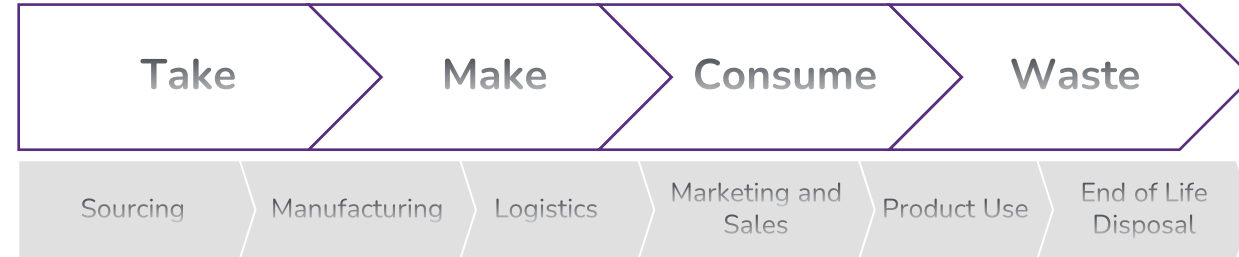 Take
Make
Consume
Waste
Sourcing
Manufacturing
Logistics
Marketing and
Sales
Product Use
End of Life
Disposal